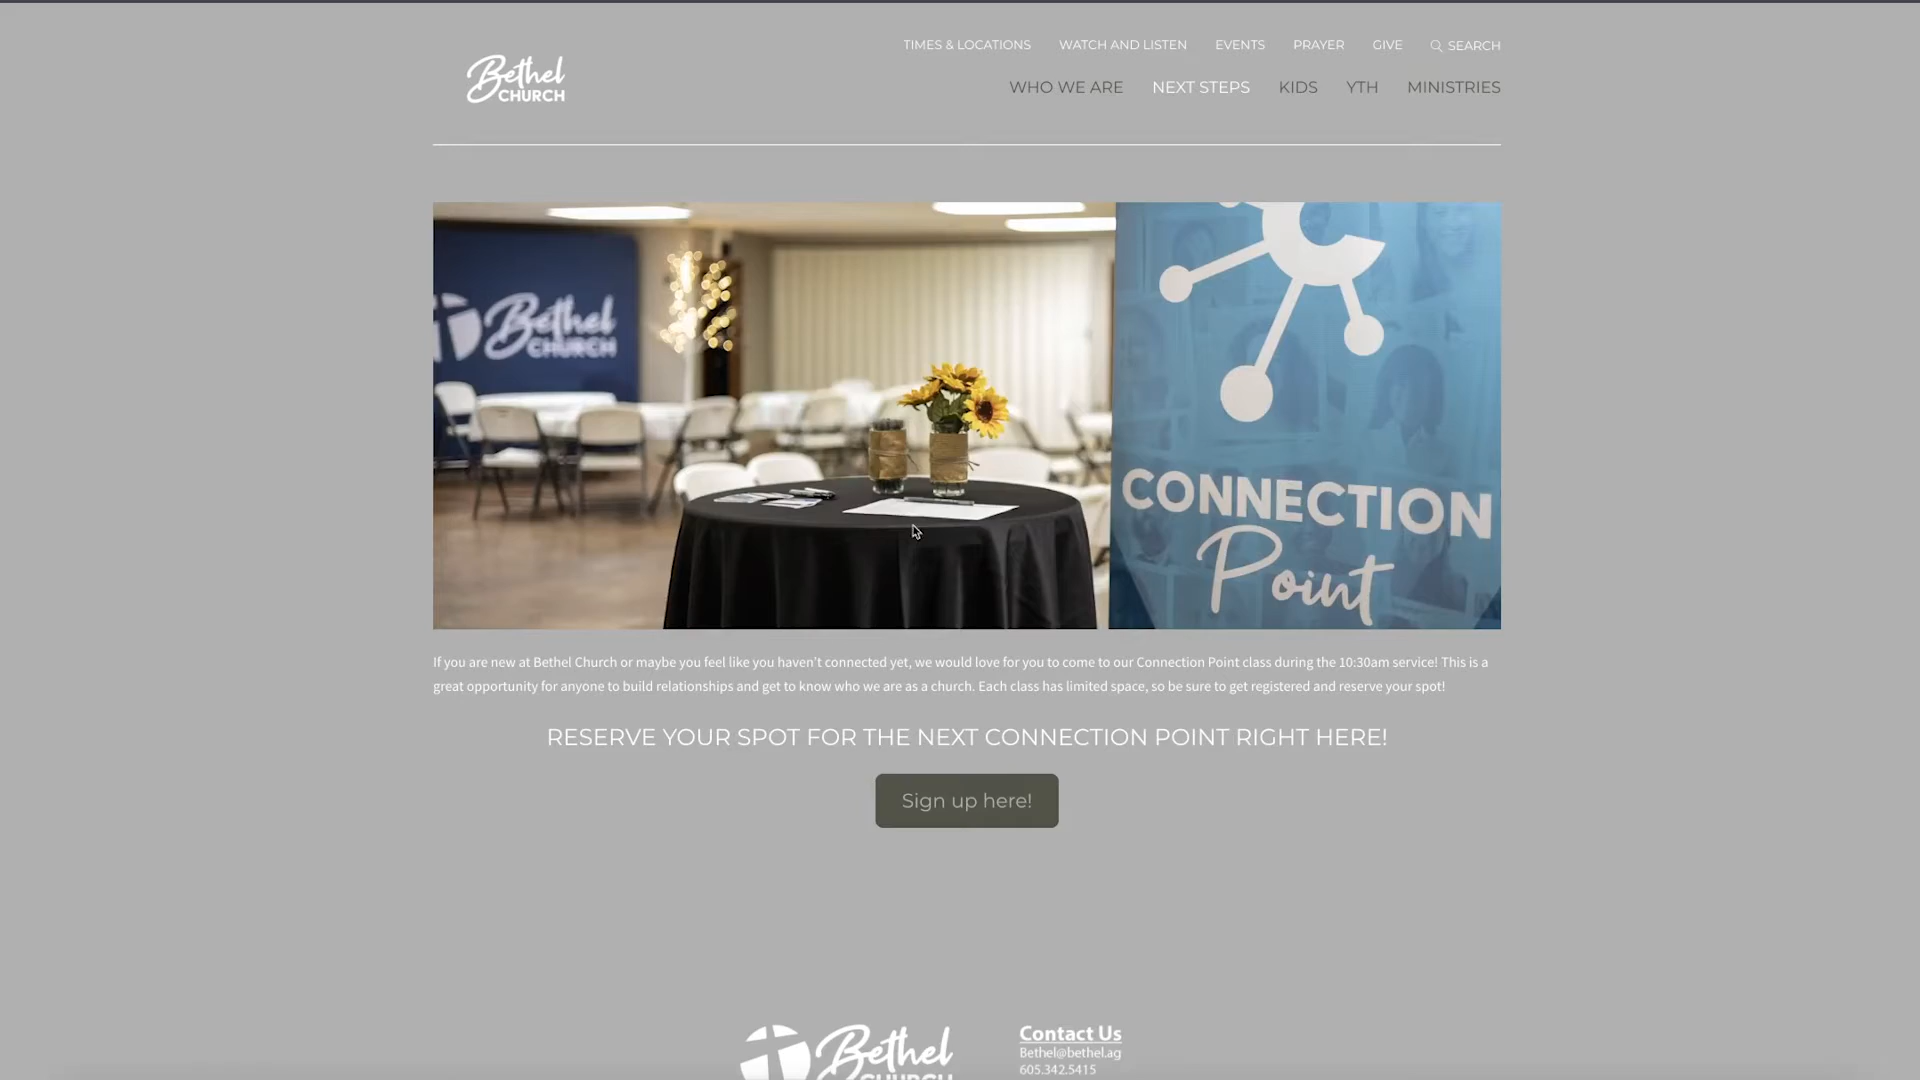 TIMES & LOCATIONS WATCH AND LISTEN EVENTS PRAYER GIVE SEARCH
Bethel
CHURCH
WHO WE ARE NEXT STEPS KIDS YTH MINISTRIES
Bethel
CHURCH
CONNECTION
Point
If you are new at Bethel Church or maybe you feel like you haven't connected yet, we would love for you to come to our Connection Point class during the 10:30am service! This is a
great opportunity for anyone to build relationships and get to know who we are as a church. Each class has limited space, so be sure to get registered and reserve your spot!
RESERVE YOUR SPOT FOR THE NEXT CONNECTION POINT RIGHT HERE!
Sign up here!
Bethel
CHURCH
Contact Us
Bethel@bethel.ag
605.342.5415